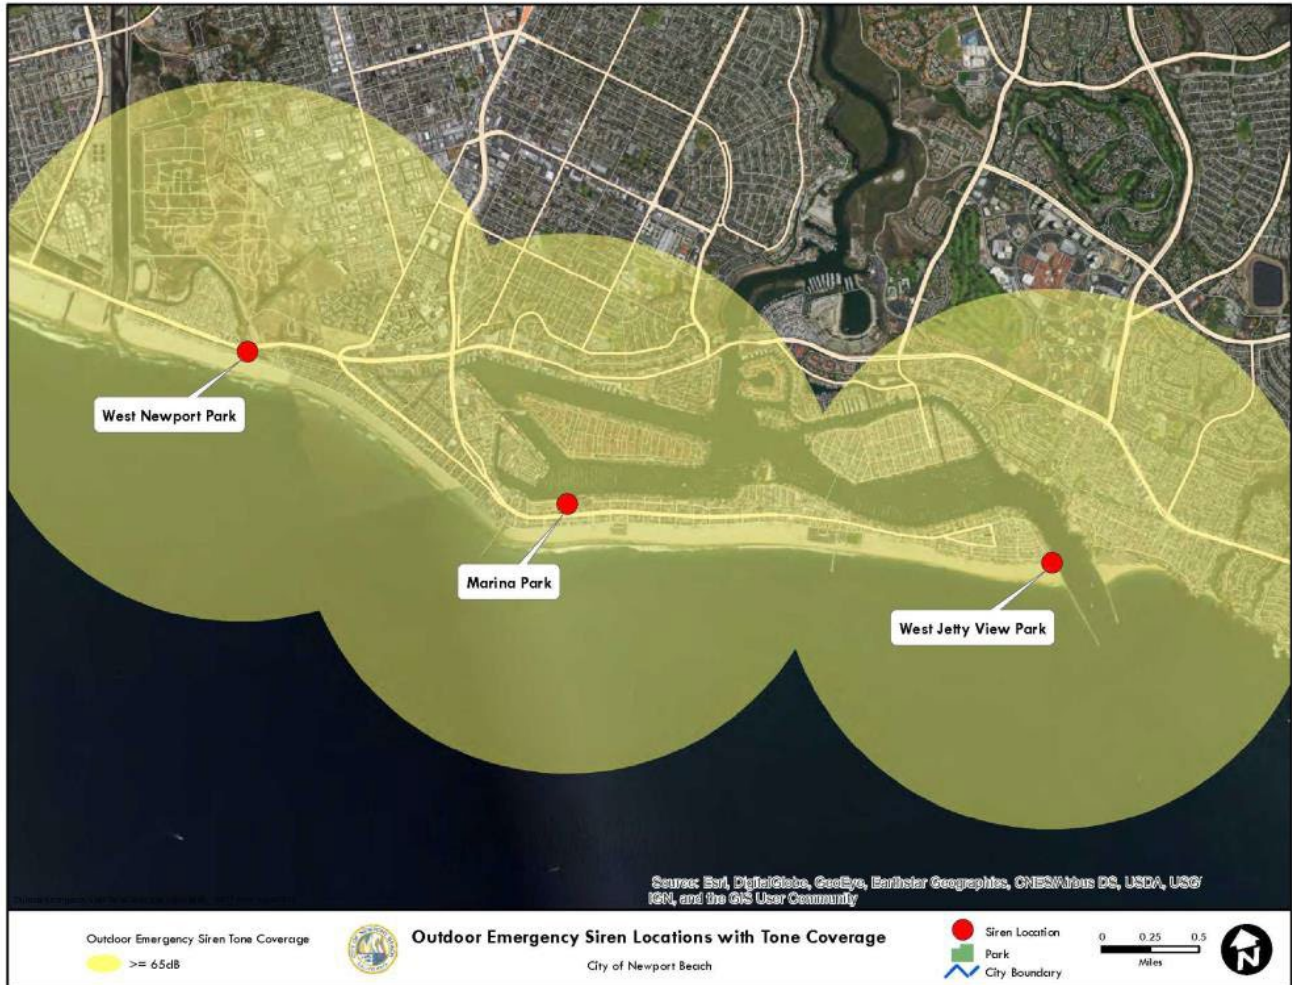 West Newport Park
Marina Park
West Jetty View Park
Source: Esri, DigitalGlobe, GeoEye, Earthstar Geographics, CNES/Airbus DS, USDA, USG
IGN, and the GIS User Community
Outdoor Emergency Siren Tone Coverage
>= 65dB
Outdoor Emergency Siren Locations with Tone Coverage
City of Newport Beach
Siren Location
Park
City Boundary
0 0.25 0.5
Miles
N